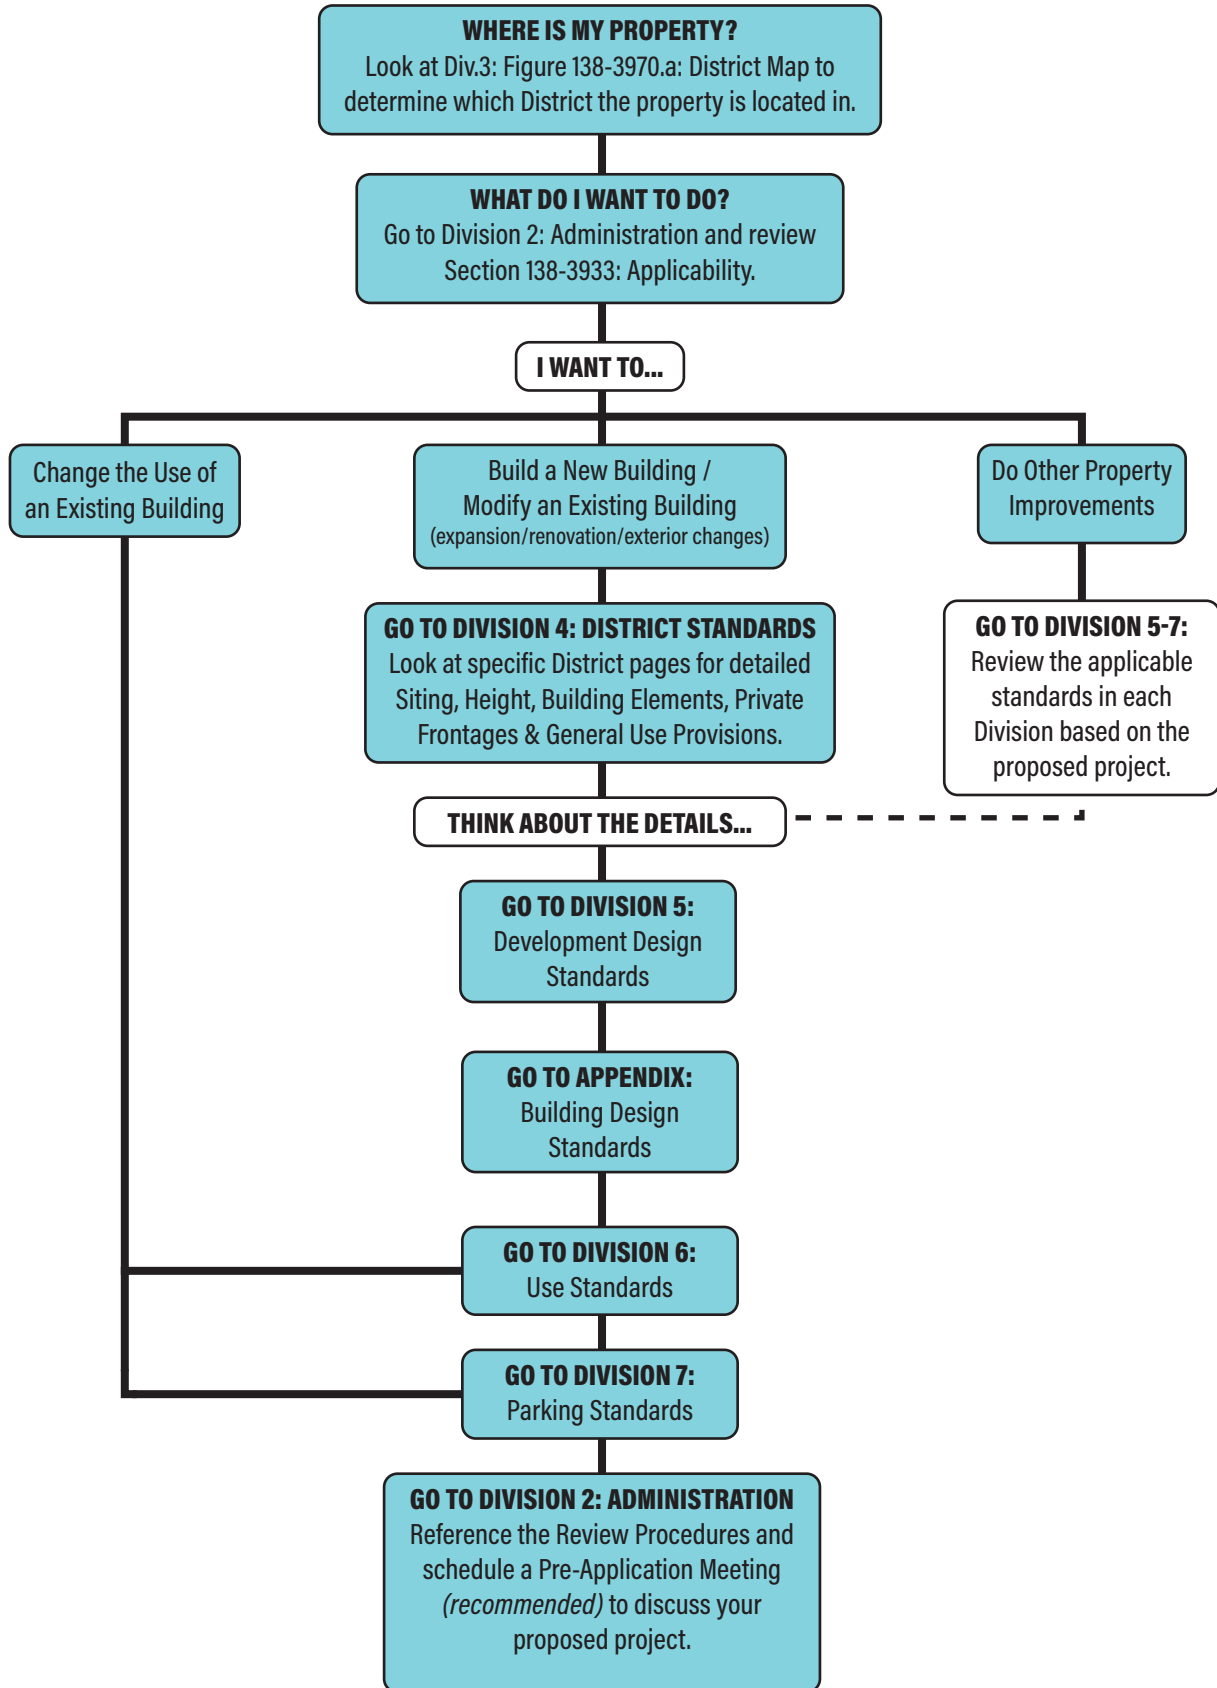 WHERE IS MY PROPERTY?
Look at Div.3: Figure 138-3970.a: District Map to
determine which District the property is located in.
WHAT DO I WANT TO DO?
Go to Division 2: Administration and review
Section 138-3933: Applicability.
I WANT TO...
Change the Use of
an Existing Building
Build a New Building /
Modify an Existing Building
(expansion/renovation/exterior changes)
Do Other Property
Improvements
GO TO DIVISION 4: DISTRICT STANDARDS
Look at specific District pages for detailed
Siting, Height, Building Elements, Private
Frontages & General Use Provisions.
GO TO DIVISION 5-7:
Review the applicable
standards in each
Division based on the
proposed project.
THINK ABOUT THE DETAILS...
GO TO DIVISION 5:
Development Design
Standards
GO TO APPENDIX:
Building Design
Standards
GO TO DIVISION 6:
Use Standards
GO TO DIVISION 7:
Parking Standards
GO TO DIVISION 2: ADMINISTRATION
Reference the Review Procedures and
schedule a Pre-Application Meeting
(recommended) to discuss your
proposed project.